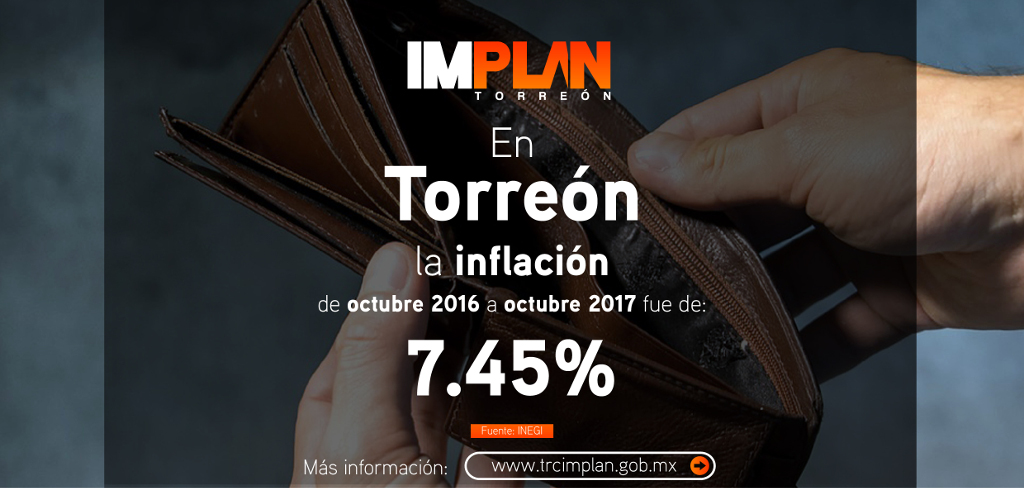 IMPLAN
TORREÓN
En
Torreón
la inflación
de octubre 2016 a octubre 2017 fue de:
7.45%
Fuente: INEGI
Más información: www.trcimplan.gob.mx